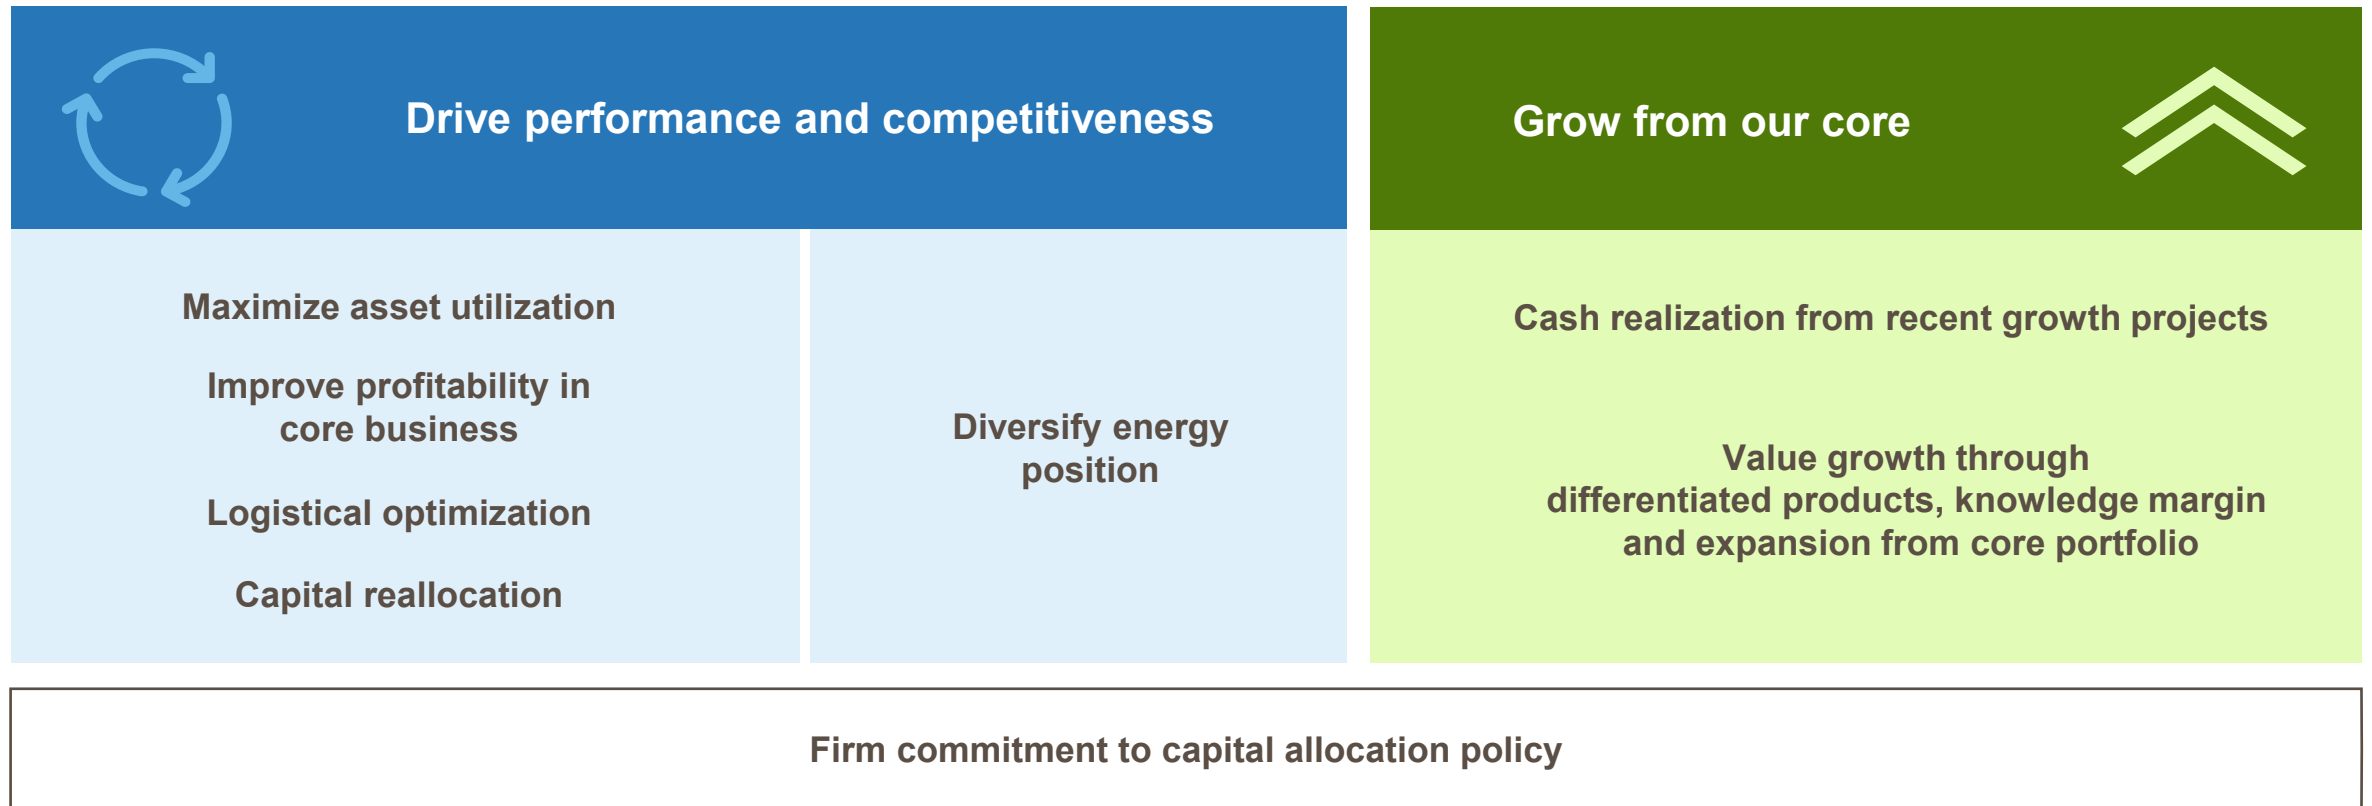 Drive performance and competitiveness
Grow from our core
Maximize asset utilization
Improve profitability in
core business
Logistical optimization
Capital reallocation
Diversify energy
position
Cash realization from recent growth projects
Value growth through
differentiated products, knowledge margin
and expansion from core portfolio
Firm commitment to capital allocation policy